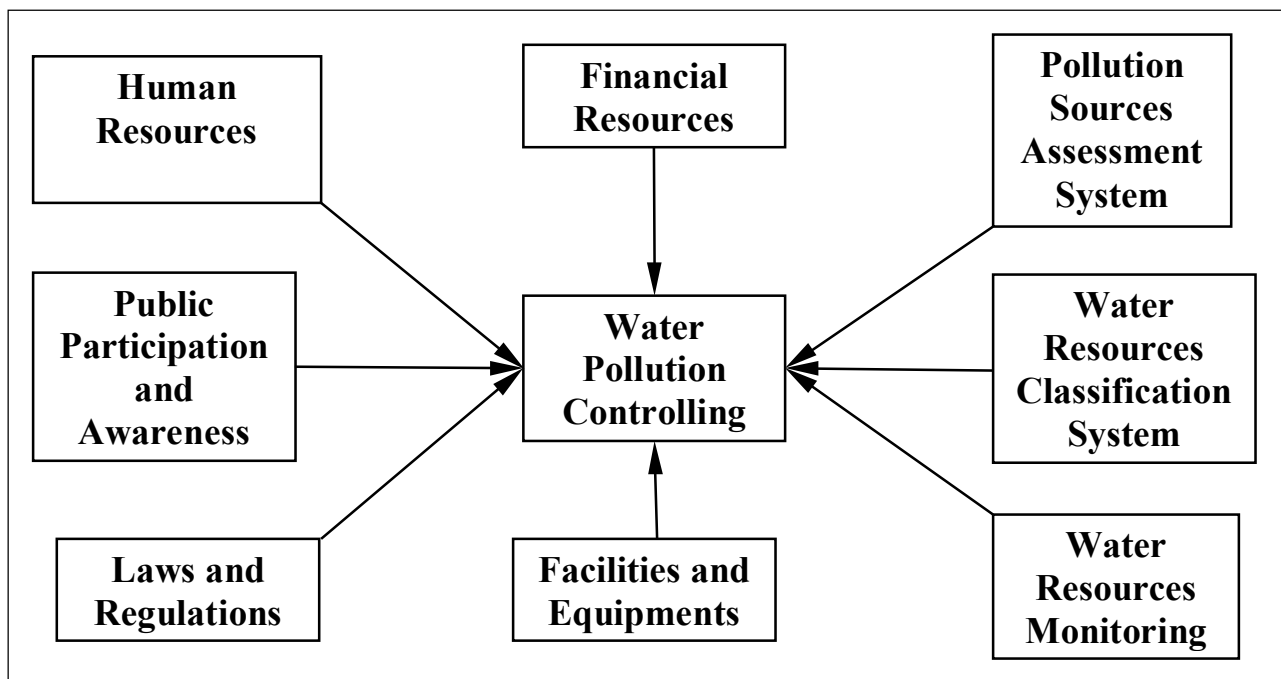 Human
Resources
Financial
Resources
Pollution
Sources
Assessment
System
Public
Participation
and
Awareness
Water
Pollution
Controlling
Water
Resources
Classification
System
Laws and
Regulations
Facilities and
Equipments
Water
Resources
Monitoring